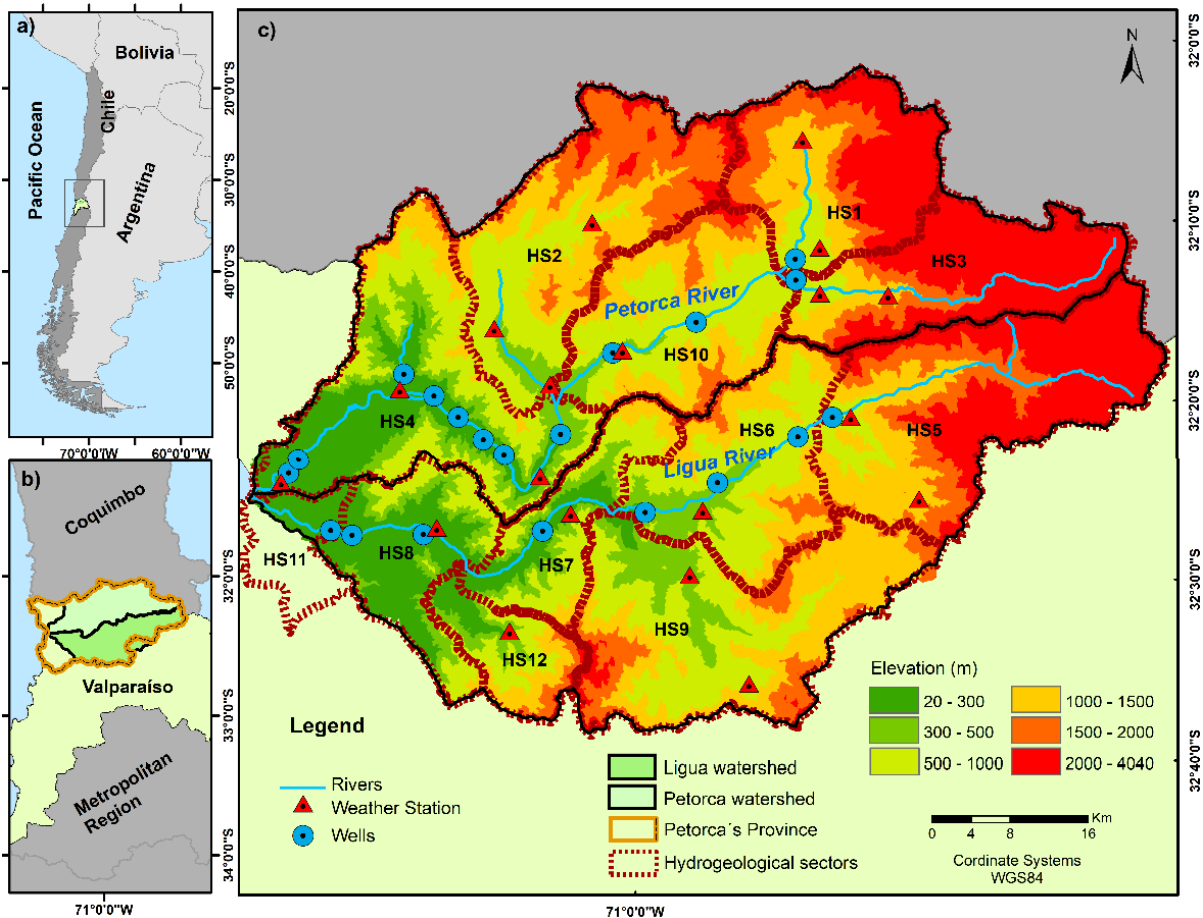 a)
Bolivia
Chile
Pacific Ocean
Argentina
20°0'0"S
30°0'0"S
40°0'0"S
50°0'0"S
70°0'0"W
60°0'0"W
b)
Coquimbo
Valparaíso
Metropolitan
Region
32°0'0"S
33°0'0"S
34°0'0"S
71°0'0"W
c)
N
HS1
HS2
HS3
Petorca River
HS10
HS4
HS6
HS5
Ligua River
HS8
HS7
HS11
HS9
HS12
32°0'0"S
32°10'0"S
32°20'0"S
32°30'0"S
32°40'0"S
71°0'0"W
Elevation (m)
20 - 300
300 - 500
500 - 1000
1000 - 1500
1500 - 2000
2000 - 4040
Legend
Rivers
Weather Station
Wells
Ligua watershed
Petorca watershed
Petorca´s Province
Hydrogeological sectors
Km
0 4 8 16
Cordinate Systems
WGS84